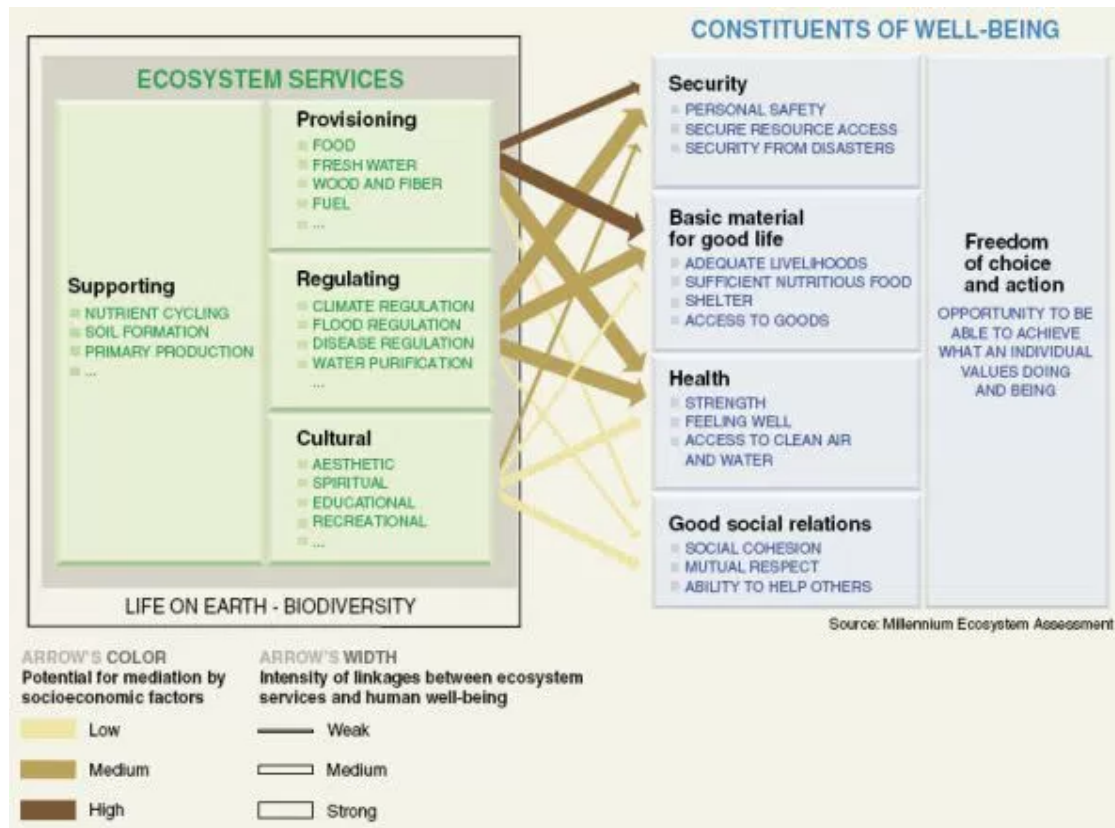 CONSTITUENTS OF WELL-BEING
ECOSYSTEM SERVICES
Provisioning
FOOD
FRESH WATER
WOOD AND FIBER
FUEL
...
Supporting
NUTRIENT CYCLING
SOIL FORMATION
PRIMARY PRODUCTION
...
Regulating
CLIMATE REGULATION
FLOOD REGULATION
DISEASE REGULATION
WATER PURIFICATION
...
Cultural
AESTHETIC
SPIRITUAL
EDUCATIONAL
RECREATIONAL
...
LIFE ON EARTH - BIODIVERSITY
Security
PERSONAL SAFETY
SECURE RESOURCE ACCESS
SECURITY FROM DISASTERS
Basic material
for good life
ADEQUATE LIVELIHOODS
SUFFICIENT NUTRITIOUS FOOD
SHELTER
ACCESS TO GOODS
Health
STRENGTH
FEELING WELL
ACCESS TO CLEAN AIR
AND WATER
Good social relations
SOCIAL COHESION
MUTUAL RESPECT
ABILITY TO HELP OTHERS
Freedom
of choice
and action
OPPORTUNITY TO BE
ABLE TO ACHIEVE
WHAT AN INDIVIDUAL
VALUES DOING
AND BEING
Source: Millennium Ecosystem Assessment
ARROW'S COLOR
Potential for mediation by
socioeconomic factors
Low
Medium
High
ARROW'S WIDTH
Intensity of linkages between ecosystem
services and human well-being
Weak
Medium
Strong